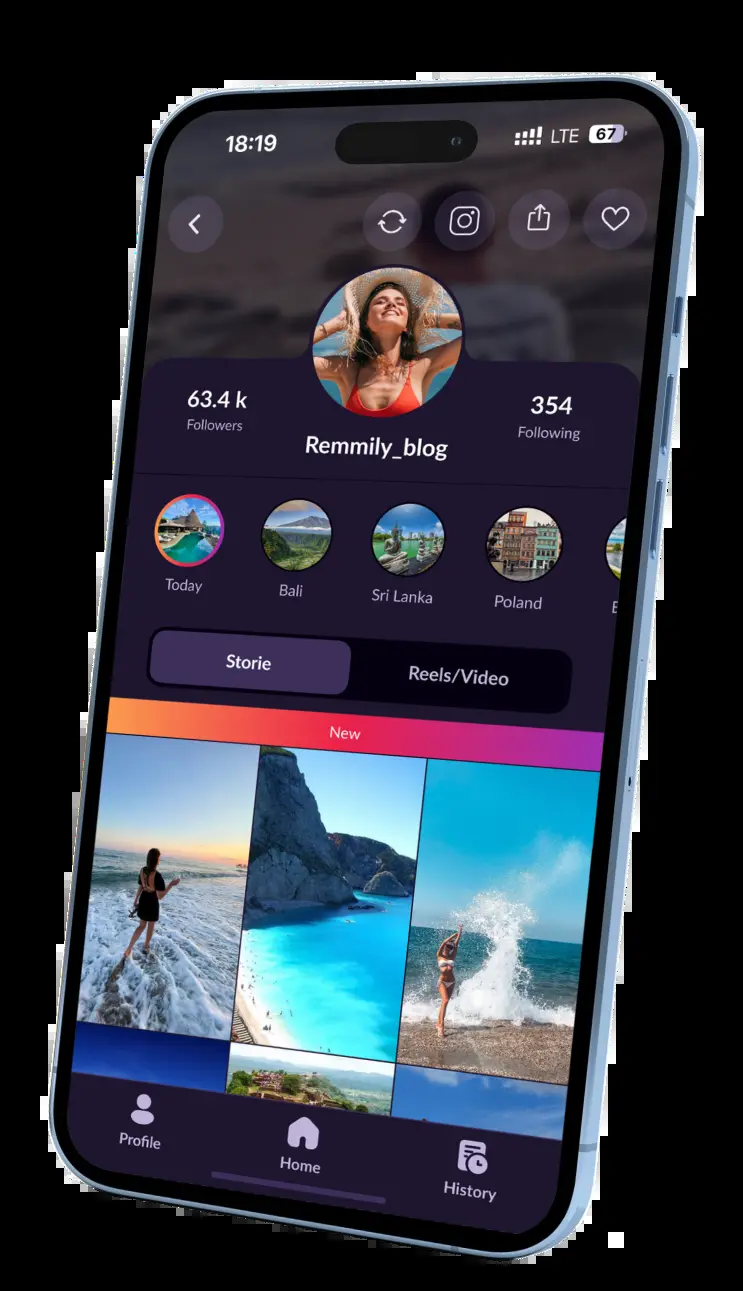 18:19 LTE 67
63.4 k 354
Followers Following
Remmily_blog
Today Bali Sri Lanka Poland
Storie Reels/Video
New
Profile Home History